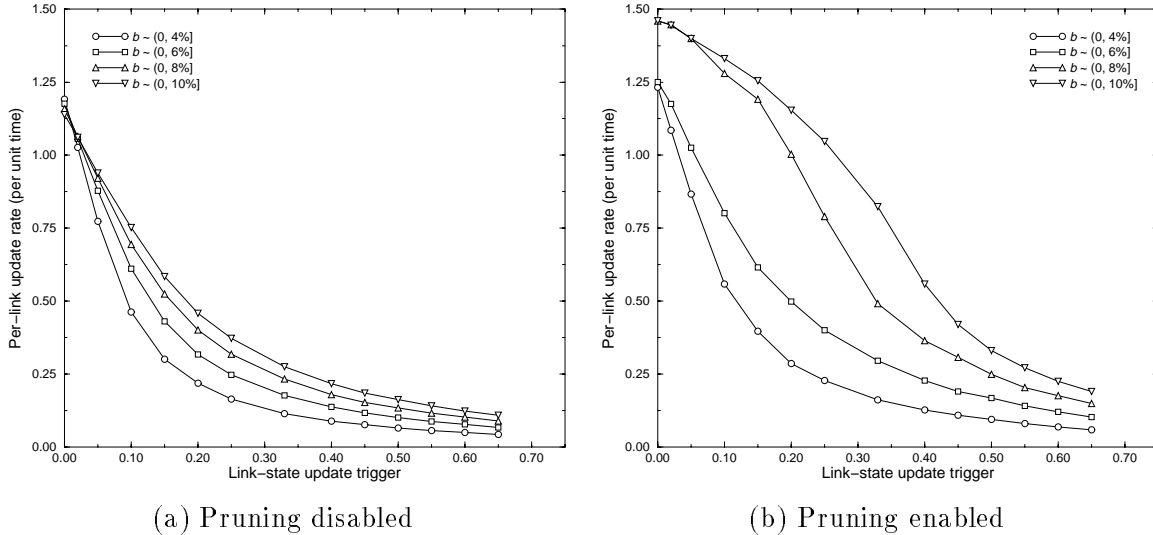 1.50
1.25
1.00
0.75
0.50
0.25
0.00
Per−link update rate (per unit time)
b ~ (0, 4%]
b ~ (0, 6%]
b ~ (0, 8%]
b ~ (0, 10%]
0.00 0.10 0.20 0.30 0.40 0.50 0.60 0.70
Link−state update trigger
(a) Pruning disabled
1.50
1.25
1.00
0.75
0.50
0.25
0.00
Per−link update rate (per unit time)
b ~ (0, 4%]
b ~ (0, 6%]
b ~ (0, 8%]
b ~ (0, 10%]
0.00 0.10 0.20 0.30 0.40 0.50 0.60 0.70
Link−state update trigger
(b) Pruning enabled